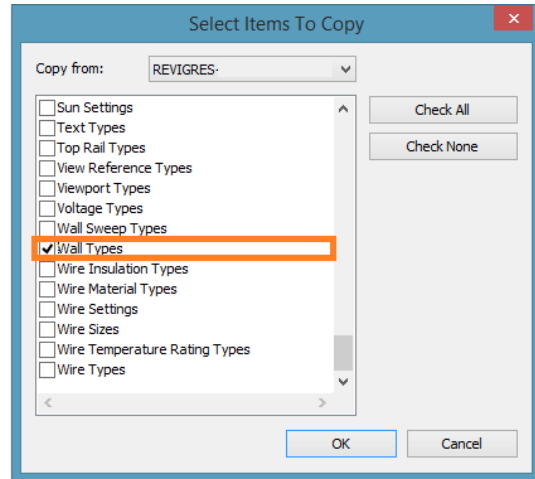 Select Items To Copy
Copy from: REVIGRES-
Sun Settings
Text Types
Top Rail Types
View Reference Types
Viewport Types
Voltage Types
Wall Sweep Types
Wall Types
Wire Insulation Types
Wire Material Types
Wire Settings
Wire Sizes
Wire Temperature Rating Types
Wire Types
Check All
Check None
OK Cancel